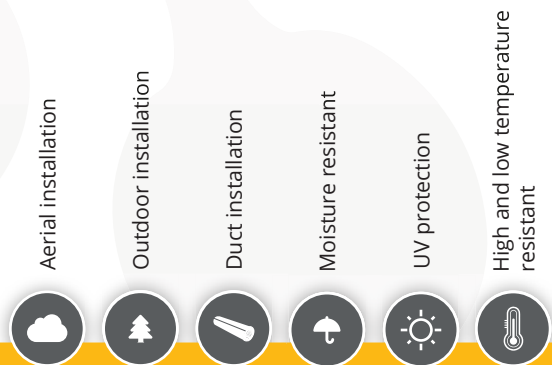 Aerial installation
Outdoor installation
Duct installation
Moisture resistant
UV protection
High and low temperature
resistant